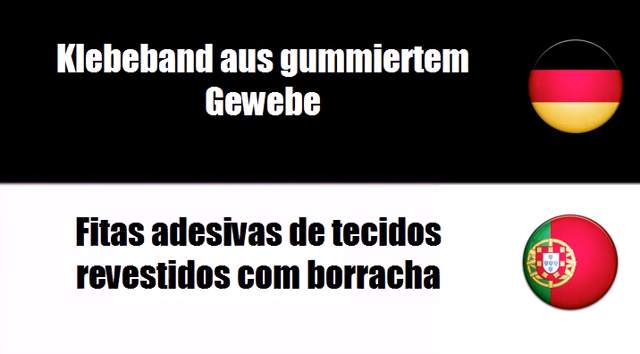 Klebeband aus gummiertem
Gewebe
Fitas adesivas de tecidos
revestidos com borracha